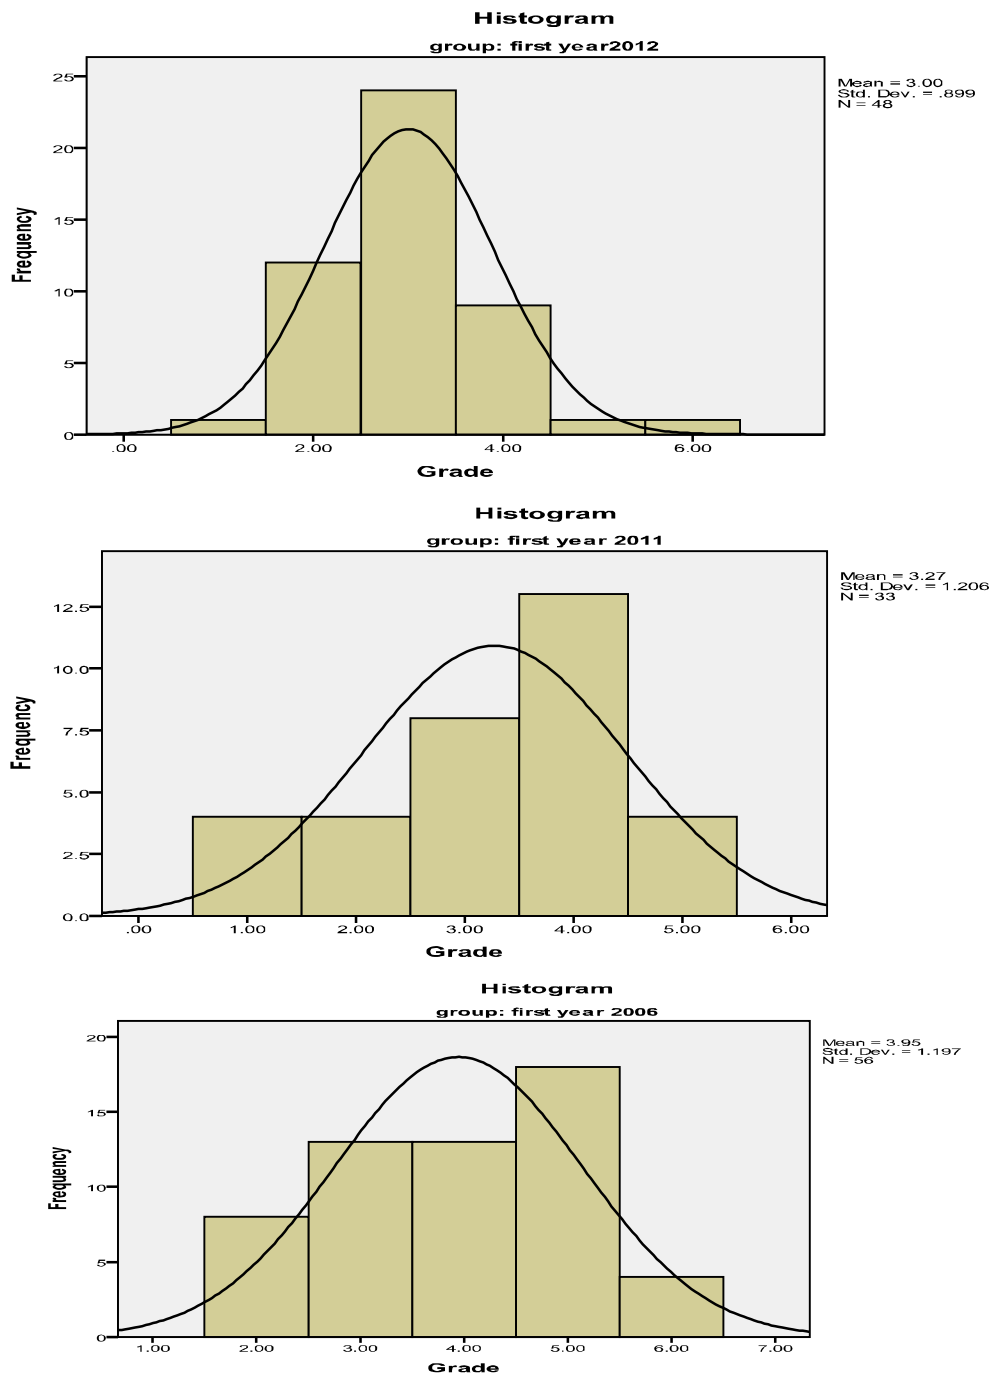 Histogram
group: first year2012
Mean = 3.00
Std. Dev. = .899
N = 48
25
20
15
10
5
0
Frequency
.00 2.00 4.00 6.00
Grade
Histogram
group: first year 2011
Mean = 3.27
Std. Dev. = 1.206
N = 33
12.5
10.0
7.5
5.0
2.5
0.0
Frequency
.00 1.00 2.00 3.00 4.00 5.00 6.00
Grade
Histogram
group: first year 2006
Mean = 3.95
Std. Dev. = 1.197
N = 56
20
15
10
5
0
Frequency
1.00 2.00 3.00 4.00 5.00 6.00 7.00
Grade